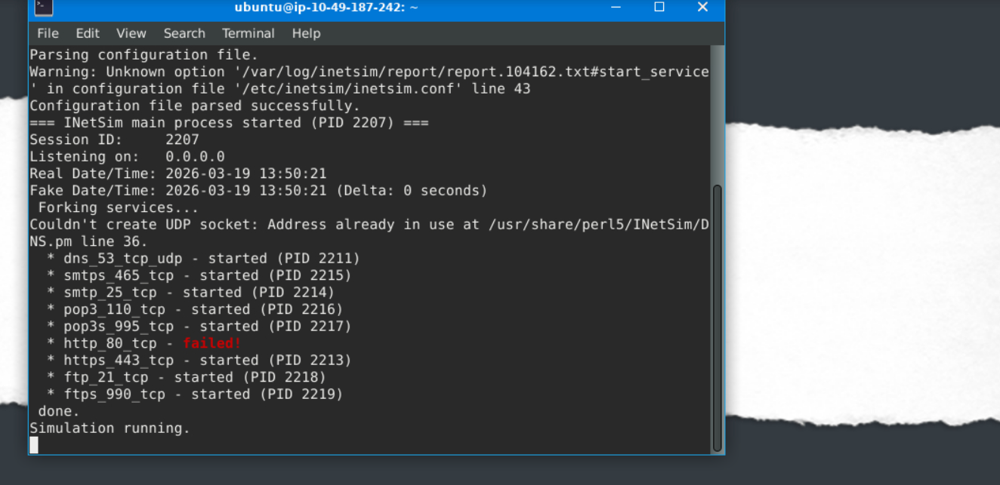 ubuntu@ip-10-49-187-242: ~
File Edit View Search Terminal Help
Parsing configuration file.
Warning: Unknown option '/var/log/inetsim/report/report.104162.txt#start_service
' in configuration file '/etc/inetsim/inetsim.conf' line 43
Configuration file parsed successfully.
=== INetSim main process started (PID 2207) ===
Session ID:     2207
Listening on:   0.0.0.0
Real Date/Time: 2026-03-19 13:50:21
Fake Date/Time: 2026-03-19 13:50:21 (Delta: 0 seconds)
 Forking services...
Couldn't create UDP socket: Address already in use at /usr/share/perl5/INetSim/D
NS.pm line 36.
  * dns_53_tcp_udp - started (PID 2211)
  * smtps_465_tcp - started (PID 2215)
  * smtp_25_tcp - started (PID 2214)
  * pop3_110_tcp - started (PID 2216)
  * pop3s_995_tcp - started (PID 2217)
  * http_80_tcp - failed!
  * https_443_tcp - started (PID 2213)
  * ftp_21_tcp - started (PID 2218)
  * ftps_990_tcp - started (PID 2219)
 done.
Simulation running.